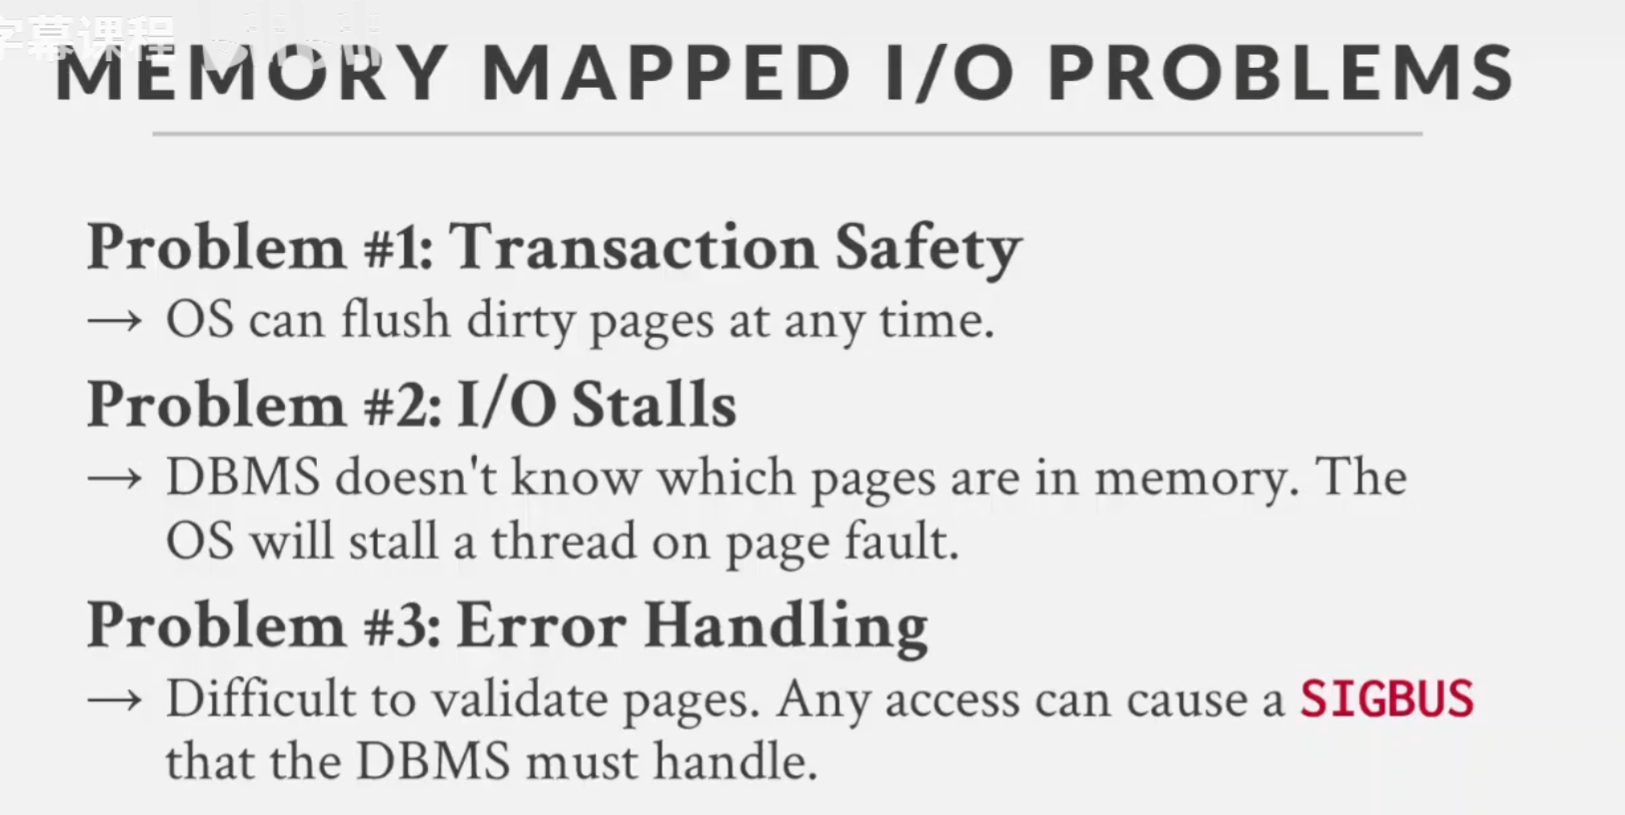 字幕课程
MEMORY MAPPED I/O PROBLEMS
Problem #1: Transaction Safety
→ OS can flush dirty pages at any time.
Problem #2: I/O Stalls
→ DBMS doesn't know which pages are in memory. The
OS will stall a thread on page fault.
Problem #3: Error Handling
→ Difficult to validate pages. Any access can cause a SIGBUS
that the DBMS must handle.